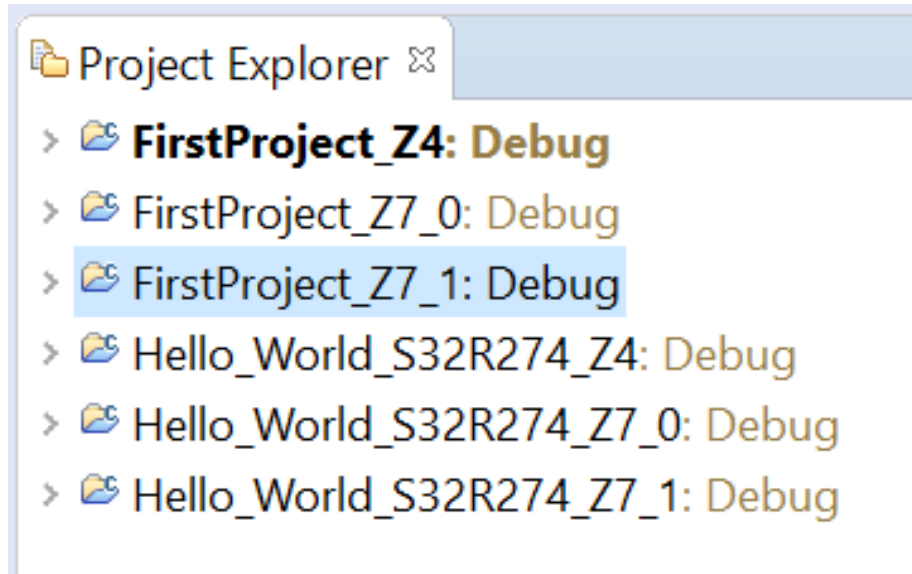 Project Explorer
FirstProject_Z4: Debug
FirstProject_Z7_0: Debug
FirstProject_Z7_1: Debug
Hello_World_S32R274_Z4: Debug
Hello_World_S32R274_Z7_0: Debug
Hello_World_S32R274_Z7_1: Debug